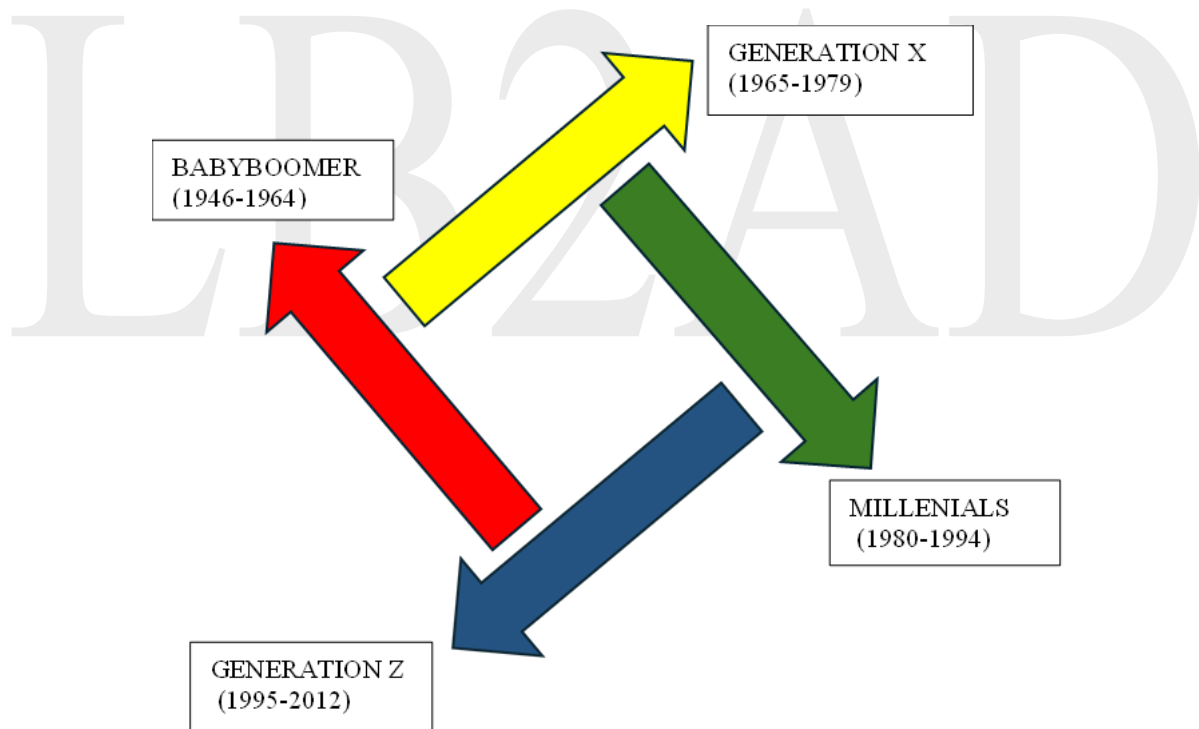 LB2AD
GENERATION X
(1965-1979)
BABYBOOMER
(1946-1964)
MILLENIALS
(1980-1994)
GENERATION Z
(1995-2012)